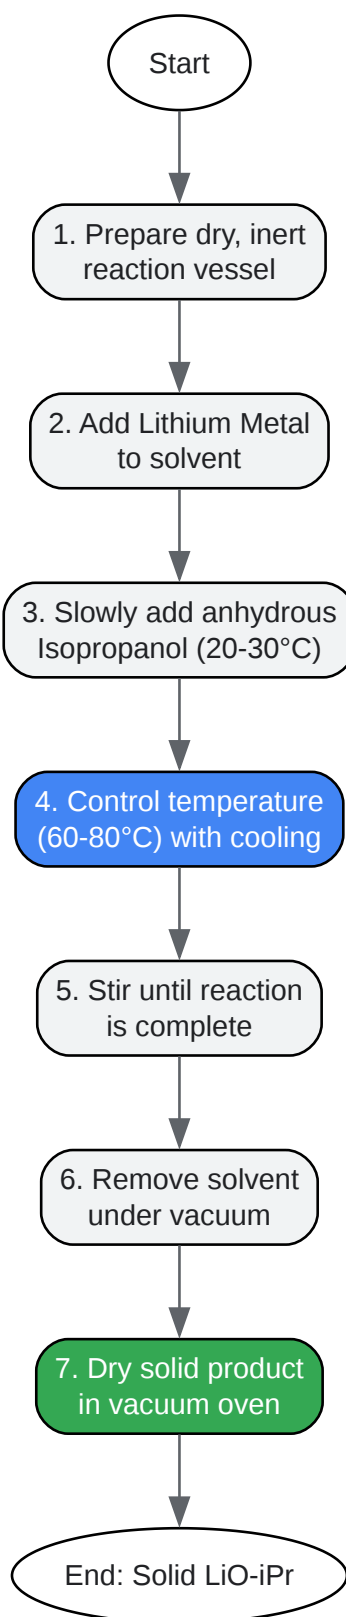 Start
1. Prepare dry, inert
reaction vessel
2. Add Lithium Metal
to solvent
3. Slowly add anhydrous
Isopropanol (20-30°C)
4. Control temperature
(60-80°C) with cooling
5. Stir until reaction
is complete
6. Remove solvent
under vacuum
7. Dry solid product
in vacuum oven
End: Solid LiO-iPr